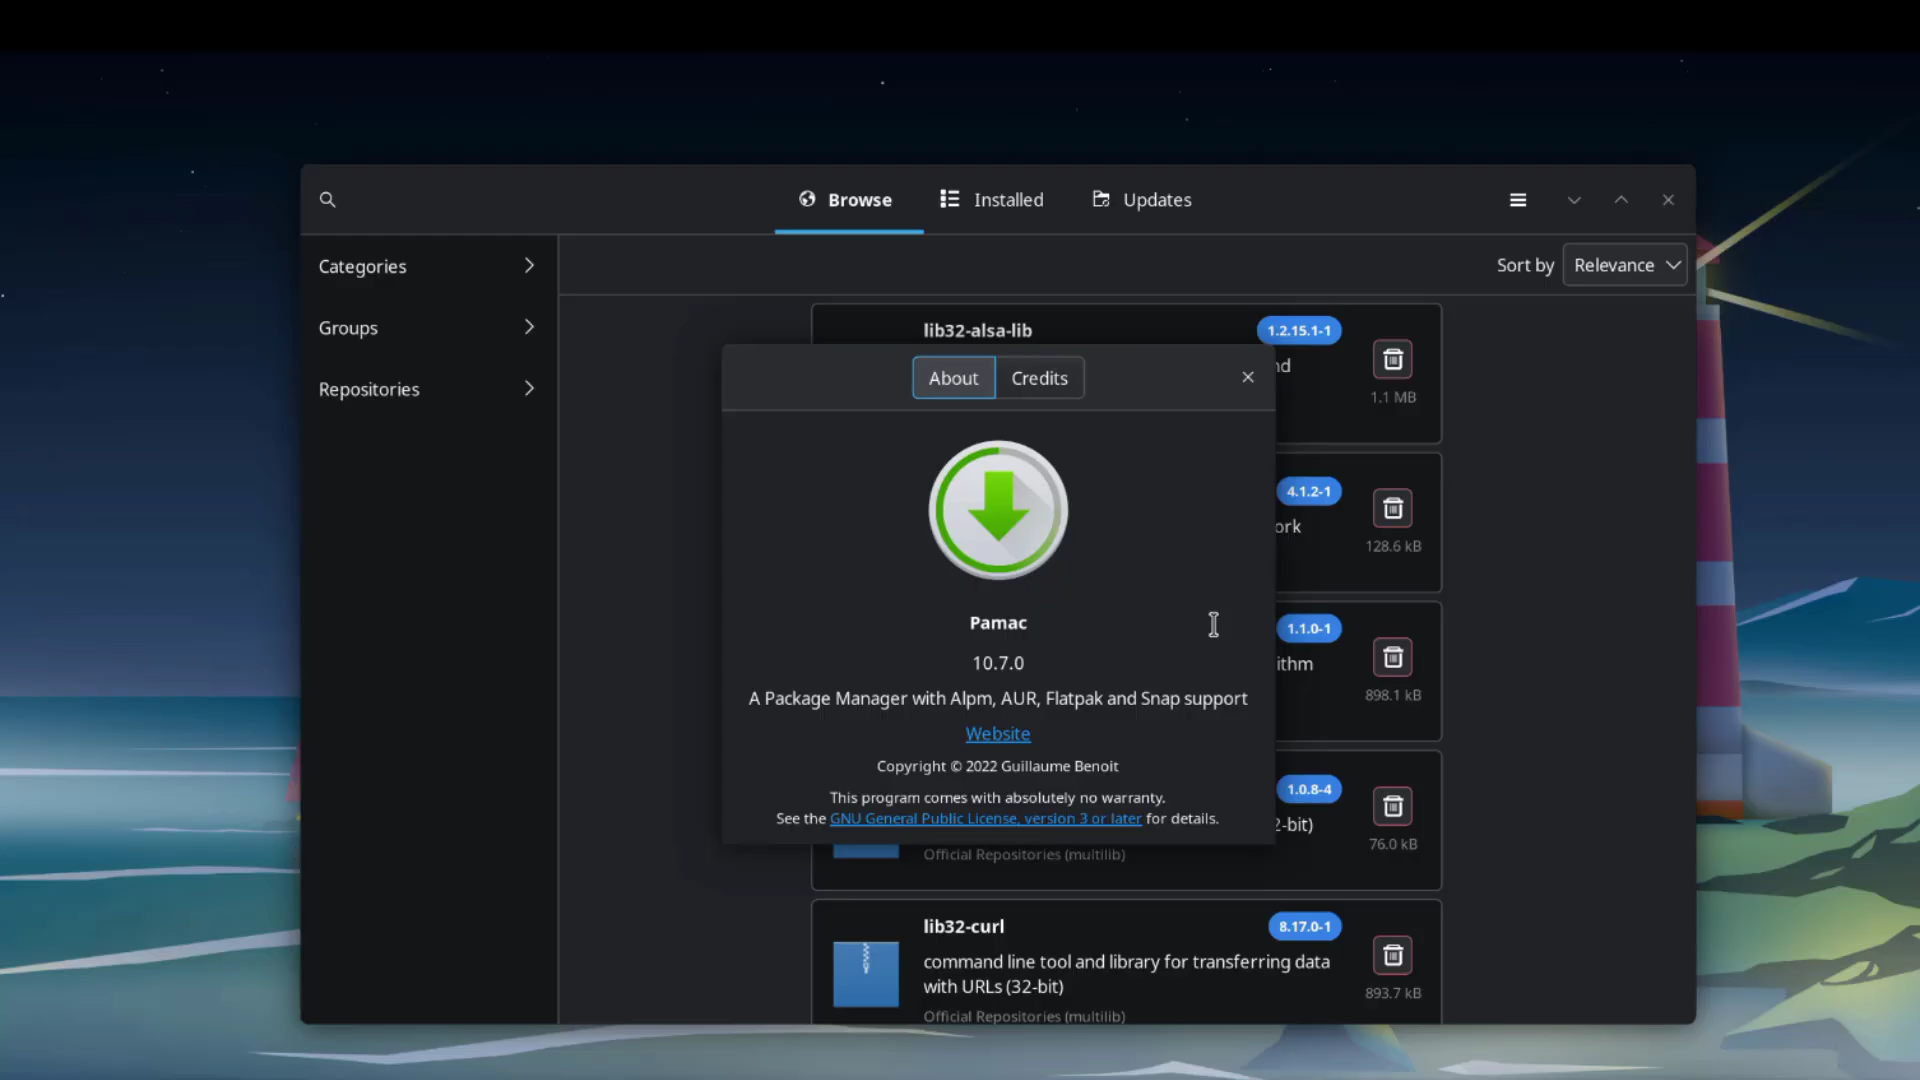 Browse
Installed
Updates
Categories
Groups
Repositories
Sort by
Relevance
lib32-alsa-lib
1.2.15.1-1
1.1 MB
4.1.2-1
128.6 kB
1.1.0-1
898.1 kB
1.0.8-4
2-bit)
76.0 kB
Official Repositories (multilib)
About
Credits
Pamac
10.7.0
A Package Manager with Alpm, AUR, Flatpak and Snap support
Website
Copyright © 2022 Guillaume Benoit
This program comes with absolutely no warranty.
See the GNU General Public License, version 3 or later for details.
lib32-curl
8.17.0-1
command line tool and library for transferring data
with URLs (32-bit)
893.7 kB
Official Repositories (multilib)